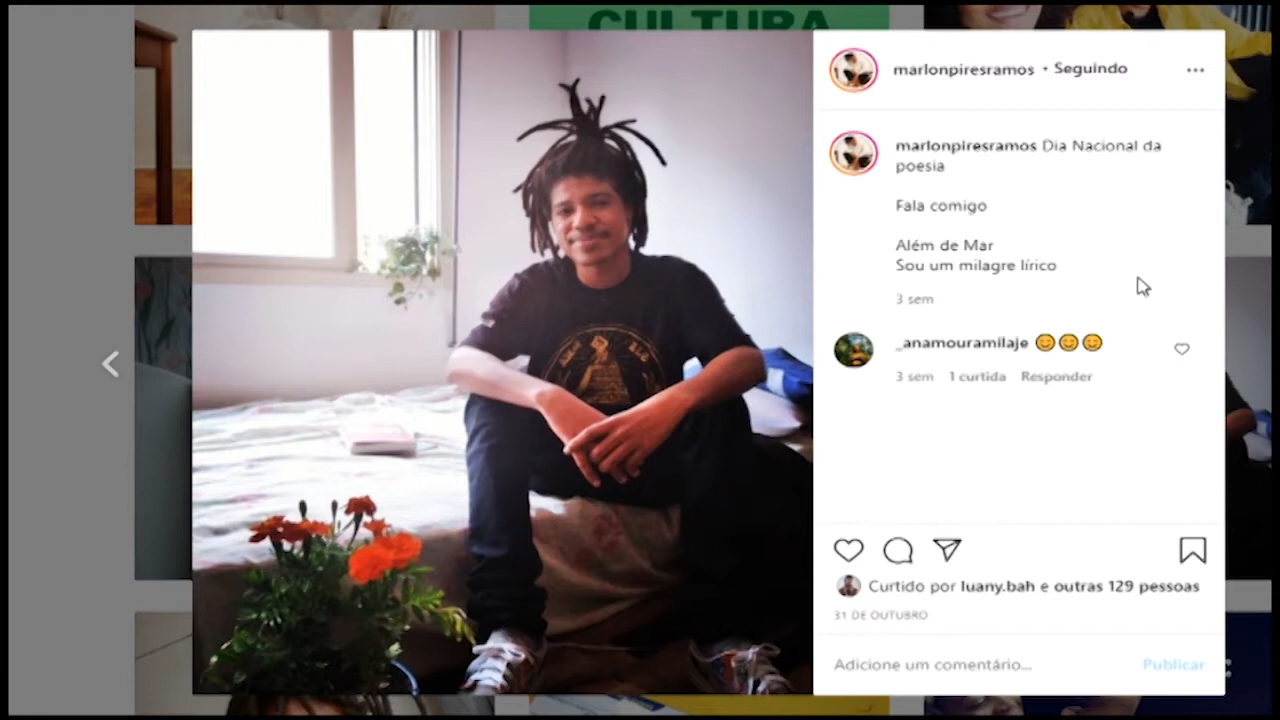 CULTURA
marlonpiresramos • Seguindo
marlonpiresramos Dia Nacional da
poesia
Fala comigo
Além de Mar
Sou um milagre lírico
3 sem
_anamouramilaje 😊😊😊
3 sem 1 curtida Responder
Curtido por luany.bah e outras 129 pessoas
31 DE OUTUBRO
Adicione um comentário... Publicar